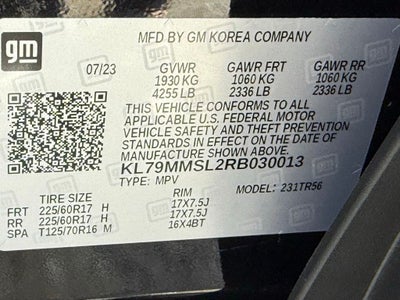 gm
MFD BY GM KOREA COMPANY
07/23 GVWR GAWR FRT GAWR RR
1930 KG 1060 KG 1060 KG
4255 LB 2336 LB 2336 LB
THIS VEHICLE CONFORMS TO ALL
APPLICABLE U.S. FEDERAL MOTOR
VEHICLE SAFETY AND THEFT PREVENTION
STANDARDS IN EFFECT ON THE DATE OF
MANUFACTURE SHOWN ABOVE.
KL79MMSL2RB030013
TYPE: MPV MODEL: 231TR56
TIRE SIZE RIM
FRT 225/60R17 H 17X7.5J
RR 225/60R17 H 17X7.5J
SPA T125/70R16 M 16X4BT